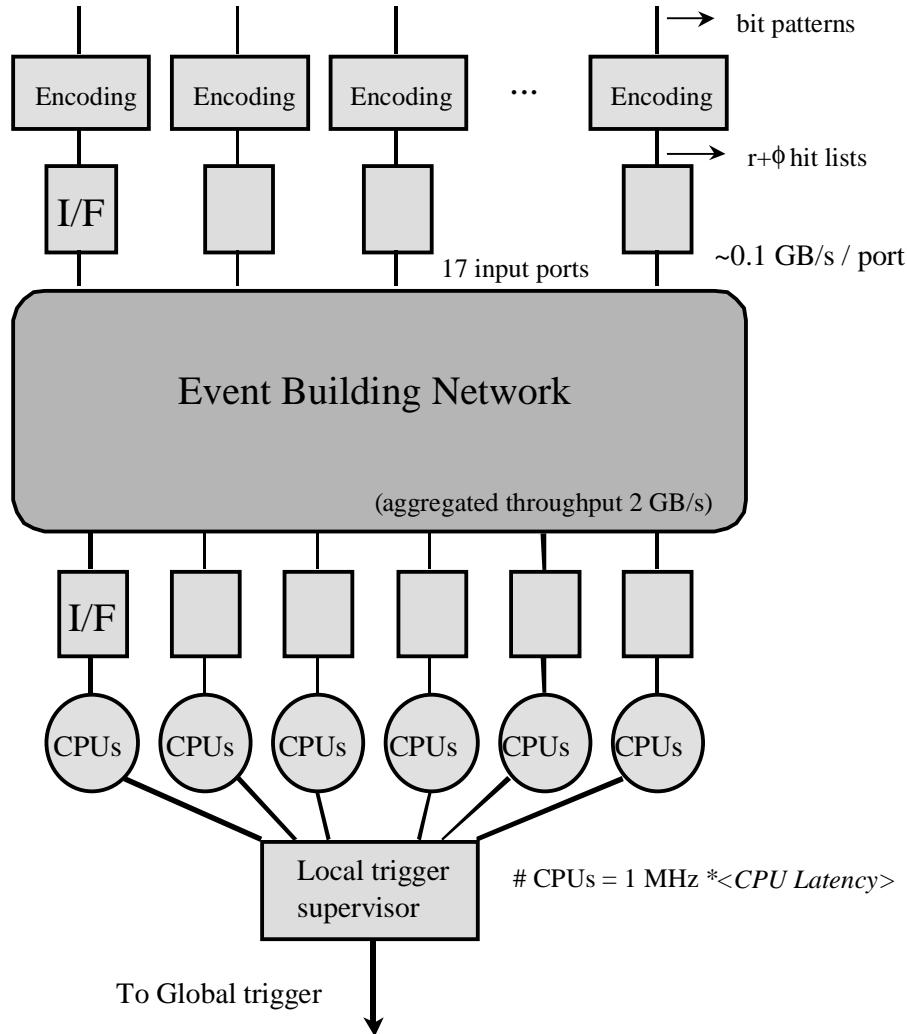 bit patterns
Encoding
Encoding
Encoding
...
Encoding
r+ϕ hit lists
I/F
~0.1 GB/s / port
17 input ports
Event Building Network
(aggregated throughput 2 GB/s)
I/F
CPUs
CPUs
CPUs
CPUs
CPUs
CPUs
Local trigger
supervisor
# CPUs = 1 MHz *<CPU Latency>
To Global trigger